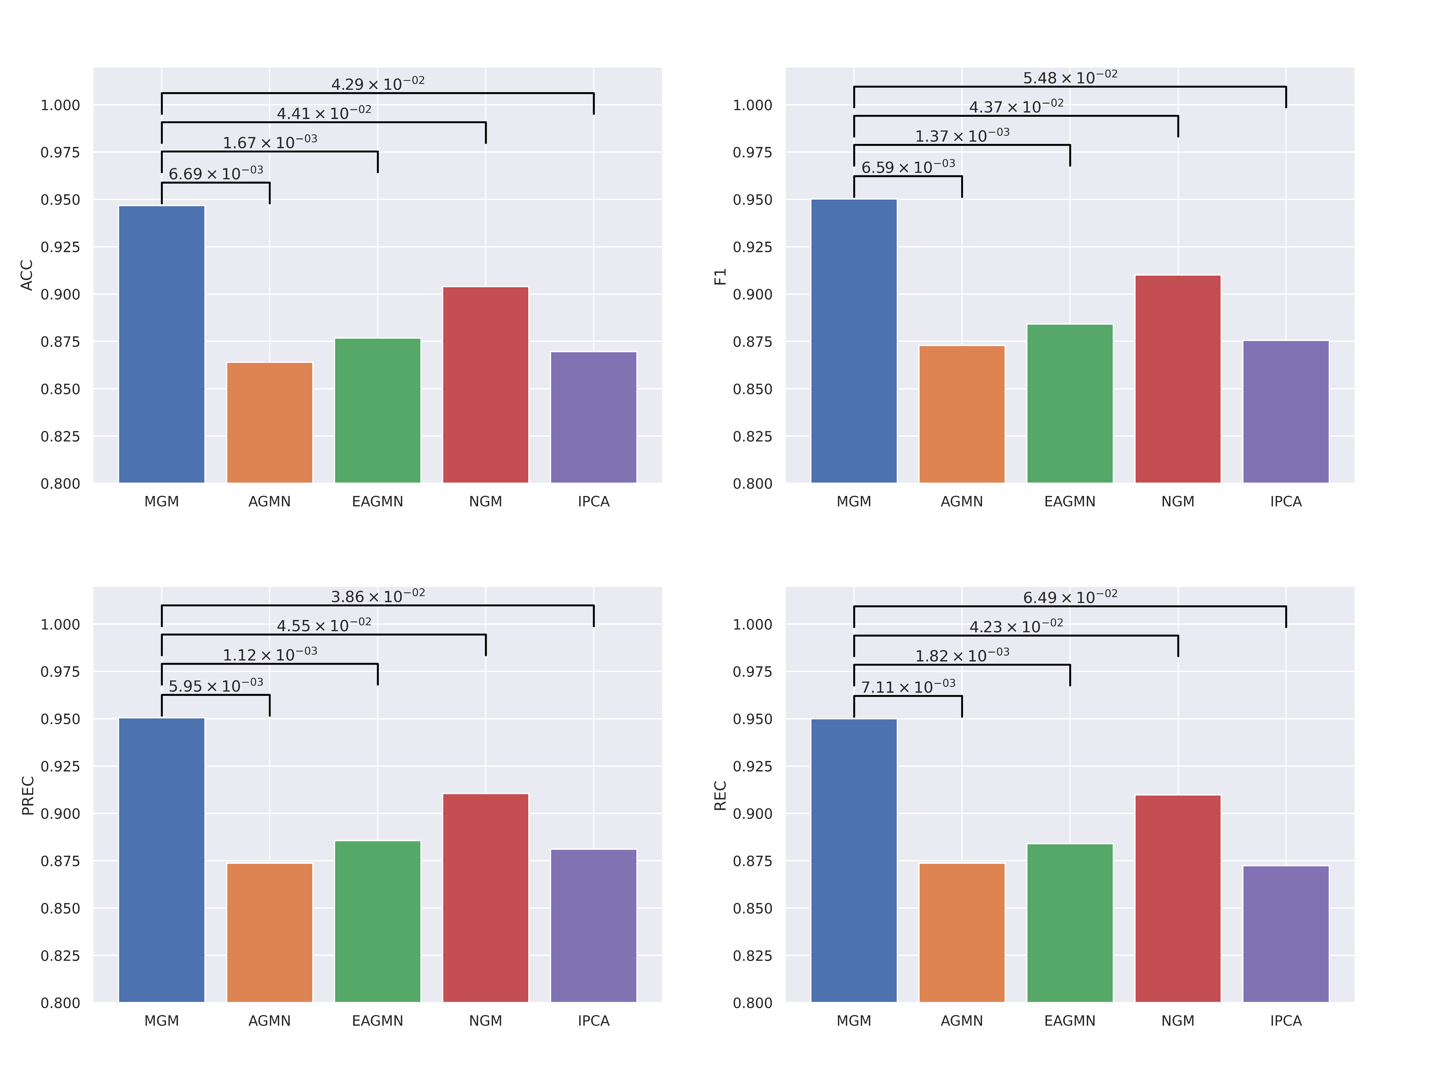 4.29 × 10⁻⁰²
4.41 × 10⁻⁰²
1.67 × 10⁻⁰³
6.69 × 10⁻⁰³
1.000
0.975
0.950
0.925
0.900
0.875
0.850
0.825
0.800
ACC
MGM AGMN EAGMN NGM IPCA
5.48 × 10⁻⁰²
4.37 × 10⁻⁰²
1.37 × 10⁻⁰³
6.59 × 10⁻⁰³
1.000
0.975
0.950
0.925
0.900
0.875
0.850
0.825
0.800
F1
MGM AGMN EAGMN NGM IPCA
3.86 × 10⁻⁰²
4.55 × 10⁻⁰²
1.12 × 10⁻⁰³
5.95 × 10⁻⁰³
1.000
0.975
0.950
0.925
0.900
0.875
0.850
0.825
0.800
PREC
MGM AGMN EAGMN NGM IPCA
6.49 × 10⁻⁰²
4.23 × 10⁻⁰²
1.82 × 10⁻⁰³
7.11 × 10⁻⁰³
1.000
0.975
0.950
0.925
0.900
0.875
0.850
0.825
0.800
REC
MGM AGMN EAGMN NGM IPCA